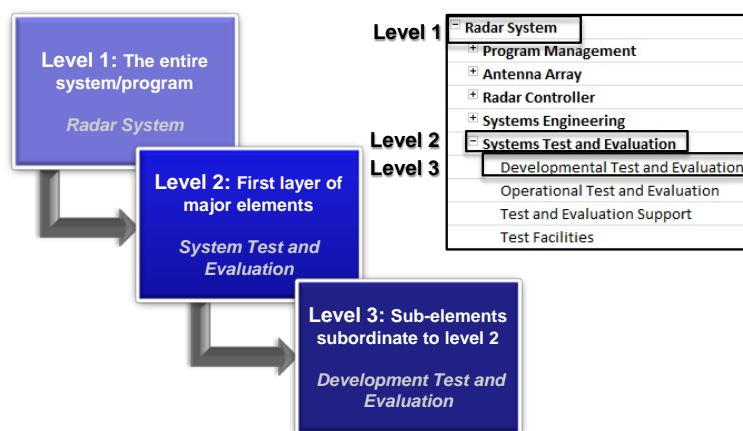 Level 1: The entire
system/program
Radar System
Level 2: First layer of
major elements
System Test and
Evaluation
Level 3: Sub-elements
subordinate to level 2
Development Test and
Evaluation
Level 1
Radar System
Program Management
Antenna Array
Radar Controller
Systems Engineering
Level 2
Systems Test and Evaluation
Level 3
Developmental Test and Evaluation
Operational Test and Evaluation
Test and Evaluation Support
Test Facilities